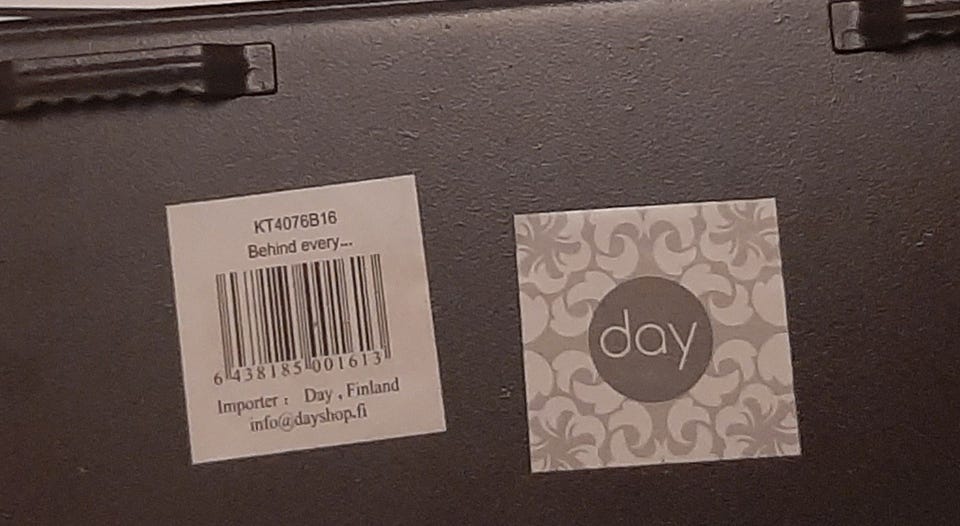 KT4076B16
Behind every...
6 438185 001613
Importer : Day , Finland
info@dayshop.fi
day